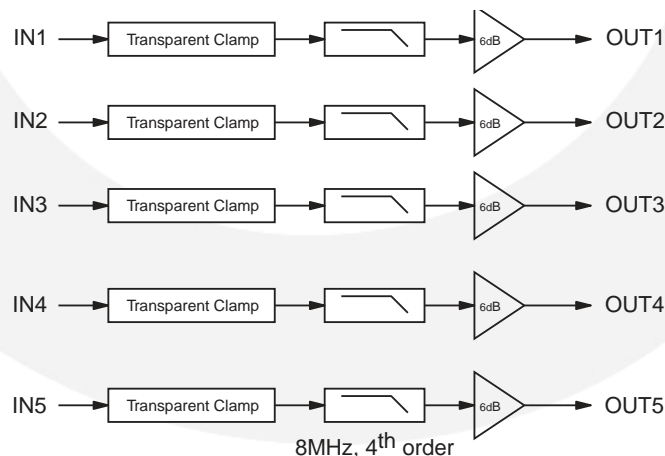 IN1 Transparent Clamp 6dB OUT1
IN2 Transparent Clamp 6dB OUT2
IN3 Transparent Clamp 6dB OUT3
IN4 Transparent Clamp 6dB OUT4
IN5 Transparent Clamp 6dB OUT5
8MHz, 4th order